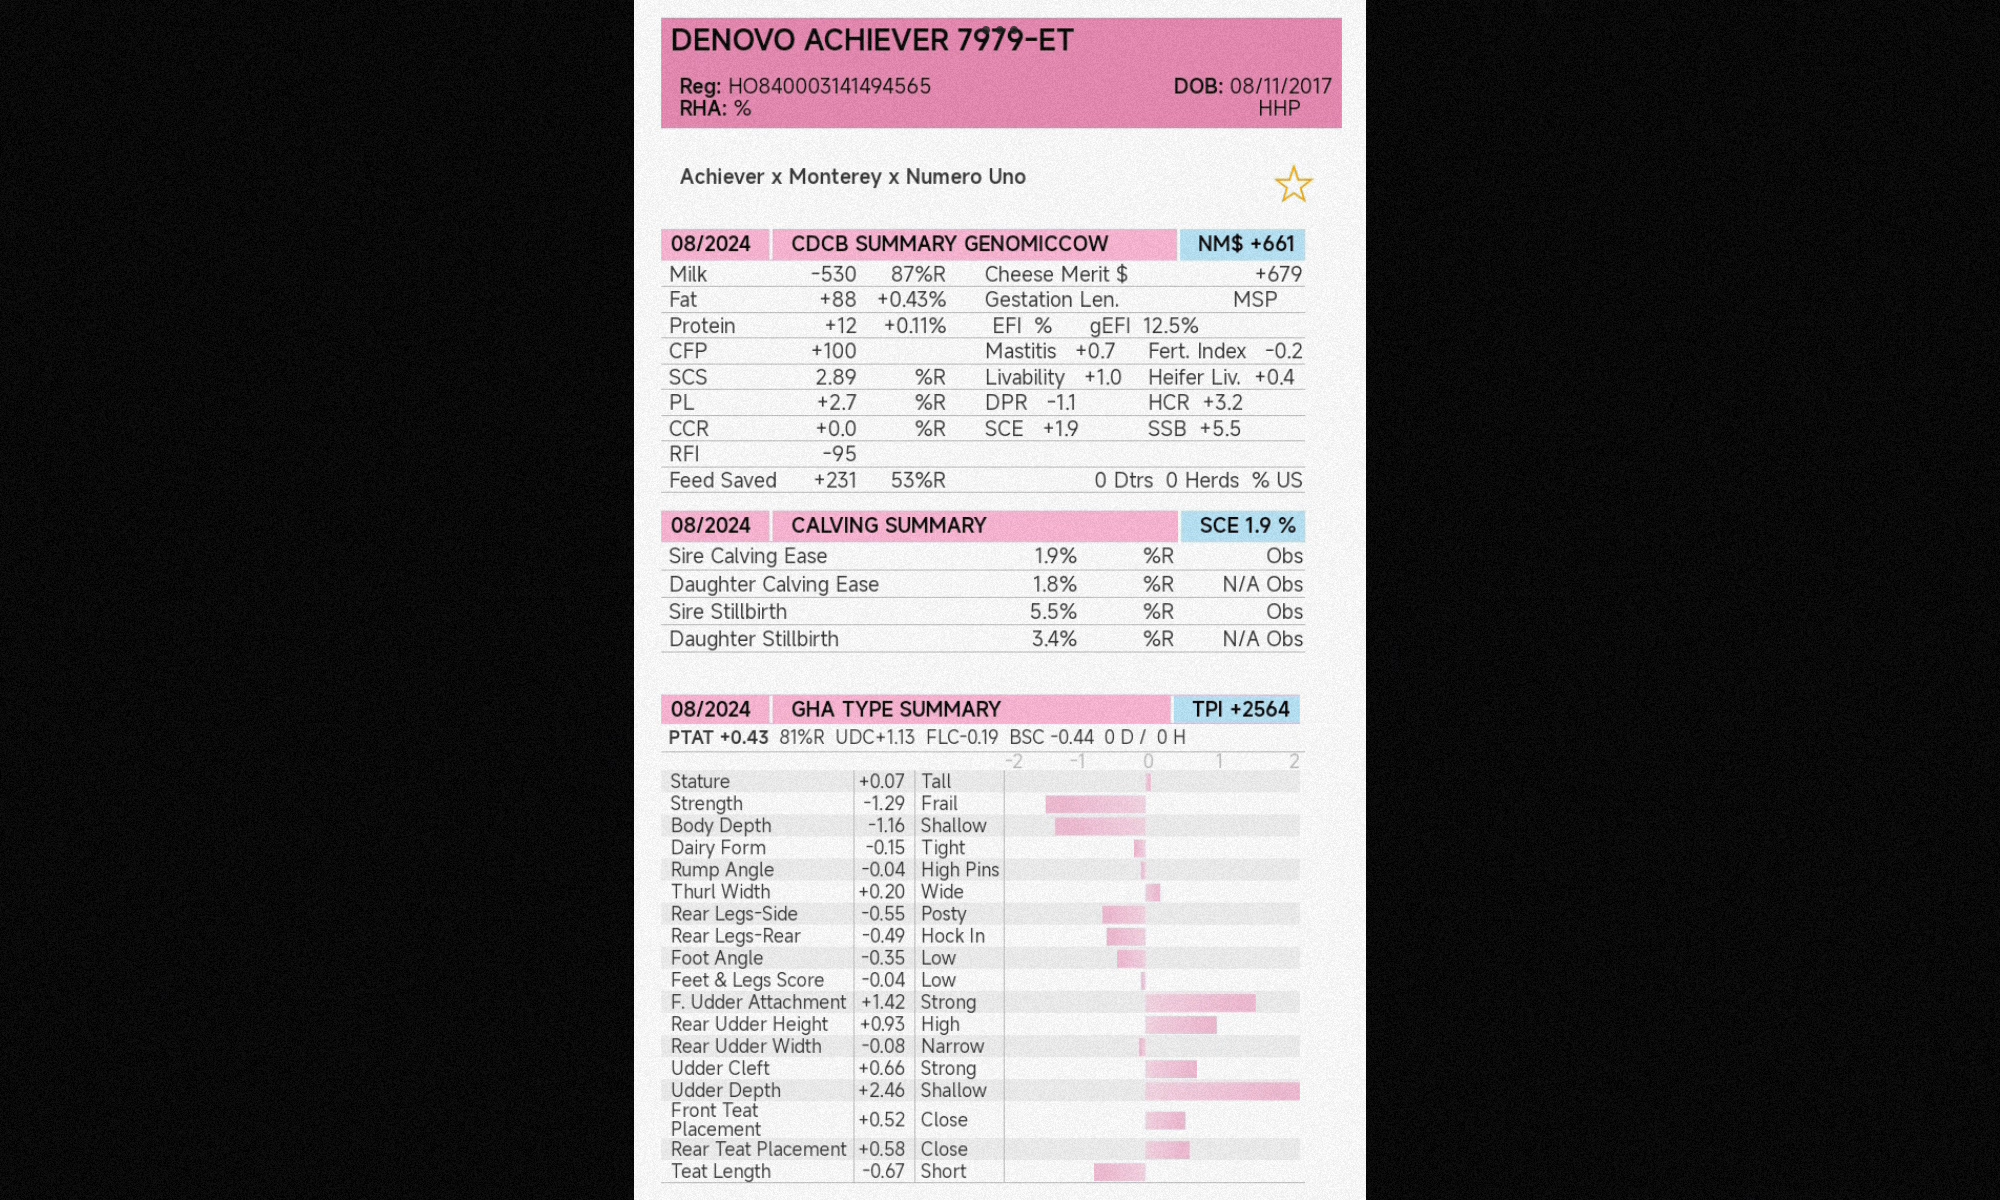 DENOVO ACHIEVER 7979-ET
Reg: HO840003141494565 DOB: 08/11/2017
RHA: % HHP
Achiever x Monterey x Numero Uno
08/2024 CDCB SUMMARY GENOMICCOW NM$ +661
Milk -530 87%R Cheese Merit $ +679
Fat +88 +0.43% Gestation Len. MSP
Protein +12 +0.11% EFI % gEFI 12.5%
CFP +100 Mastitis +0.7 Fert. Index -0.2
SCS 2.89 %R Livability +1.0 Heifer Liv. +0.4
PL +2.7 %R DPR -1.1 HCR +3.2
CCR +0.0 %R SCE +1.9 SSB +5.5
RFI -95
Feed Saved +231 53%R 0 Dtrs 0 Herds % US
08/2024 CALVING SUMMARY SCE 1.9 %
Sire Calving Ease 1.9% %R Obs
Daughter Calving Ease 1.8% %R N/A Obs
Sire Stillbirth 5.5% %R Obs
Daughter Stillbirth 3.4% %R N/A Obs
08/2024 GHA TYPE SUMMARY TPI +2564
PTAT +0.43 81%R UDC+1.13 FLC-0.19 BSC -0.44 0 D / 0 H
-2 -1 0 1 2
Stature +0.07 Tall
Strength -1.29 Frail
Body Depth -1.16 Shallow
Dairy Form -0.15 Tight
Rump Angle -0.04 High Pins
Thurl Width +0.20 Wide
Rear Legs-Side -0.55 Posty
Rear Legs-Rear -0.49 Hock In
Foot Angle -0.35 Low
Feet & Legs Score -0.04 Low
F. Udder Attachment +1.42 Strong
Rear Udder Height +0.93 High
Rear Udder Width -0.08 Narrow
Udder Cleft +0.66 Strong
Udder Depth +2.46 Shallow
Front Teat Placement +0.52 Close
Rear Teat Placement +0.58 Close
Teat Length -0.67 Short